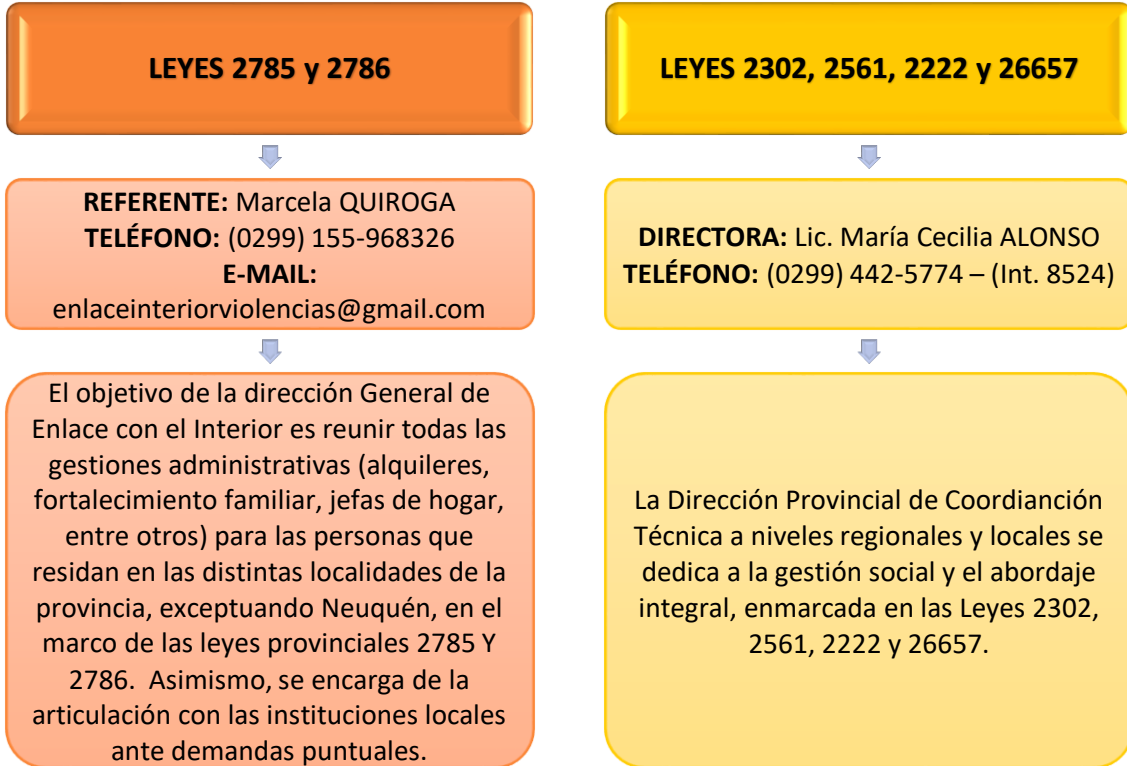 LEYES 2785 y 2786
REFERENTE: Marcela QUIROGA
TELÉFONO: (0299) 155-968326
E-MAIL:
enlaceinteriorviolencias@gmail.com
El objetivo de la dirección General de
Enlace con el Interior es reunir todas las
gestiones administrativas (alquileres,
fortalecimiento familiar, jefas de hogar,
entre otros) para las personas que
residan en las distintas localidades de la
provincia, exceptuando Neuquén, en el
marco de las leyes provinciales 2785 Y
2786. Asimismo, se encarga de la
articulación con las instituciones locales
ante demandas puntuales.
LEYES 2302, 2561, 2222 y 26657
DIRECTORA: Lic. María Cecilia ALONSO
TELÉFONO: (0299) 442-5774 – (Int. 8524)
La Dirección Provincial de Coordianción
Técnica a niveles regionales y locales se
dedica a la gestión social y el abordaje
integral, enmarcada en las Leyes 2302,
2561, 2222 y 26657.